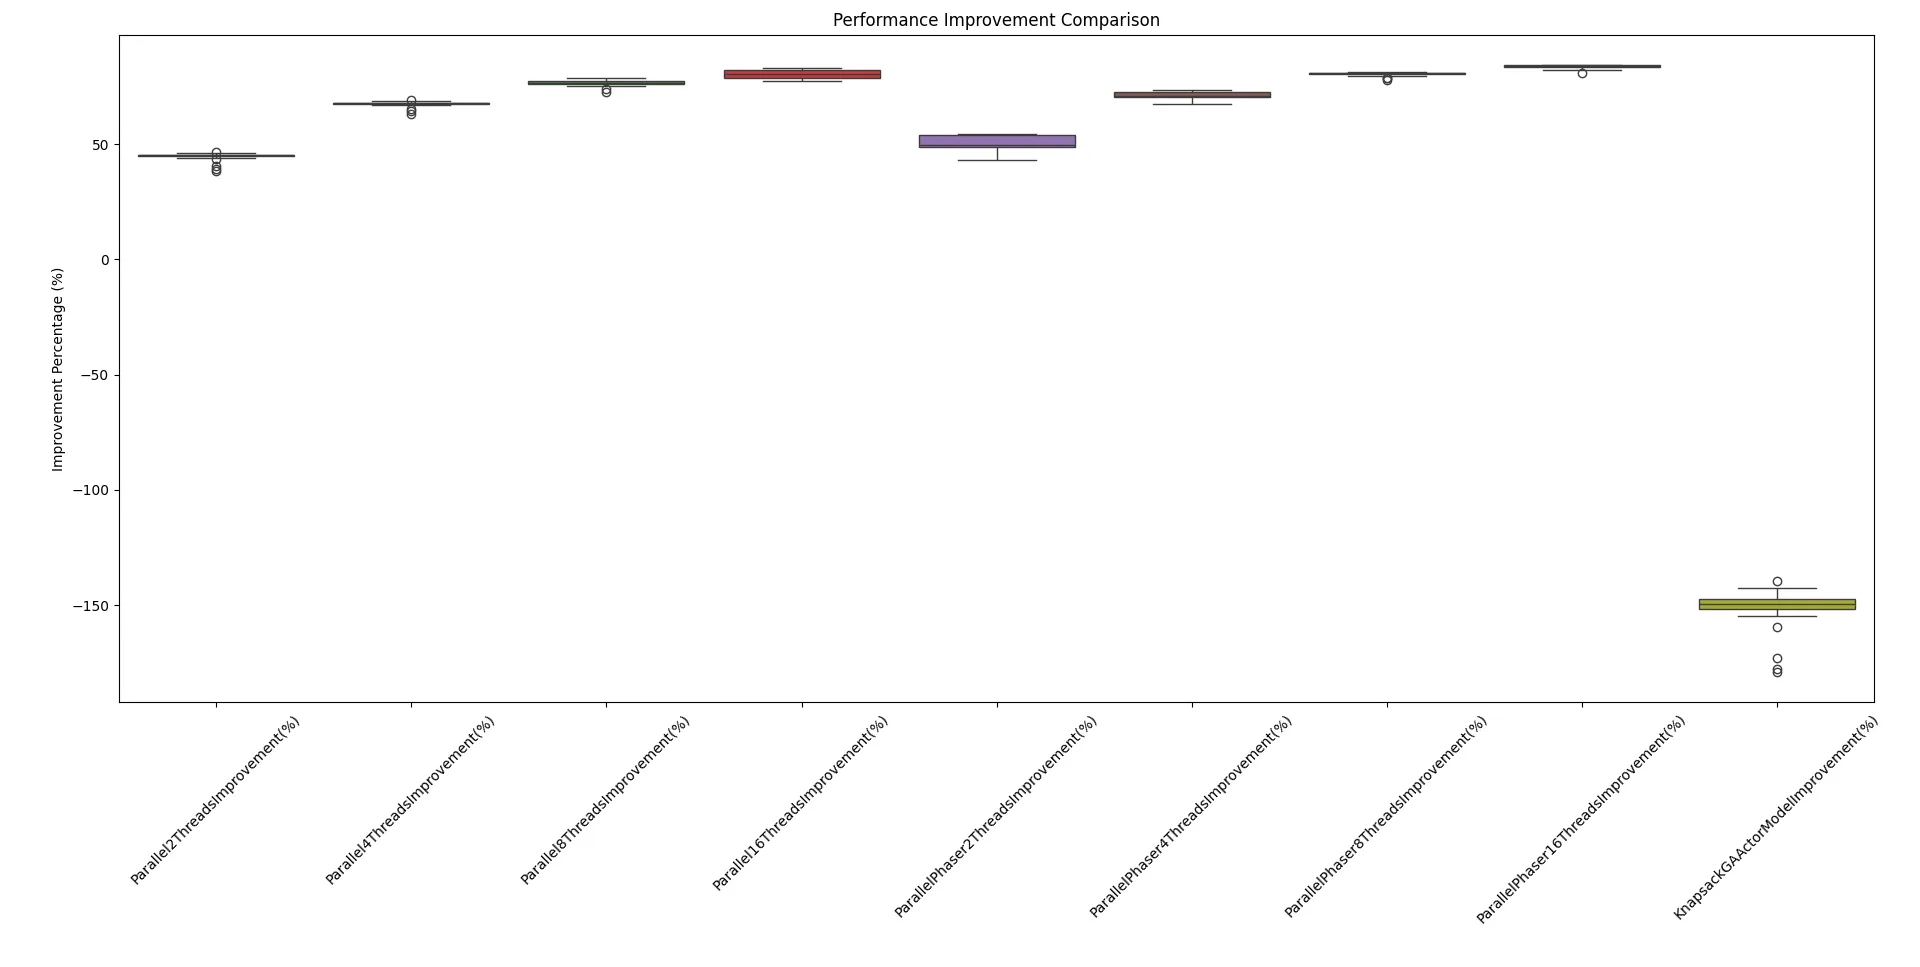 Performance Improvement Comparison
Improvement Percentage (%)
50
0
−50
−100
−150
Parallel2ThreadsImprovement(%)
Parallel4ThreadsImprovement(%)
Parallel8ThreadsImprovement(%)
Parallel16ThreadsImprovement(%)
ParallelPhaser2ThreadsImprovement(%)
ParallelPhaser4ThreadsImprovement(%)
ParallelPhaser8ThreadsImprovement(%)
ParallelPhaser16ThreadsImprovement(%)
KnapsackGAActorModelImprovement(%)